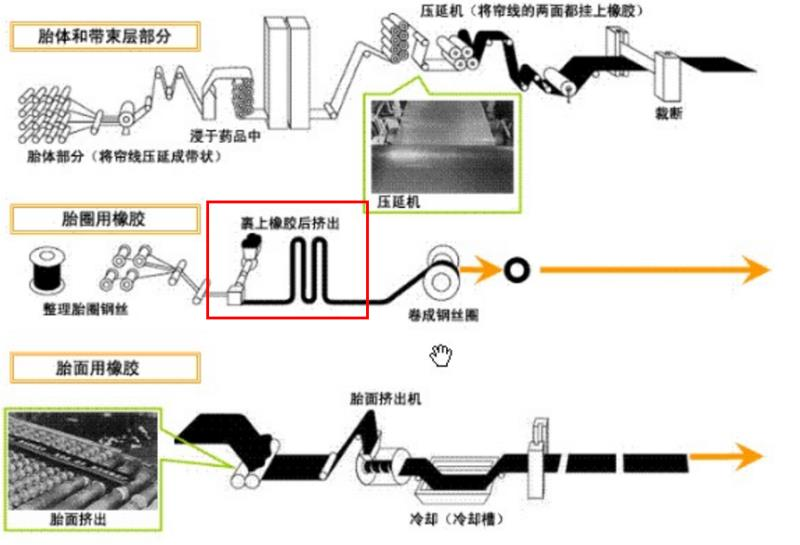 胎体和带束层部分
压延机（将帘线的两面都挂上橡胶）
浸于药品中
裁断
胎体部分（将帘线压延成带状）
压延机
胎圈用橡胶
裹上橡胶后挤出
整理胎圈钢丝
卷成钢丝圈
胎面用橡胶
胎面挤出机
胎面挤出
冷却（冷却槽）